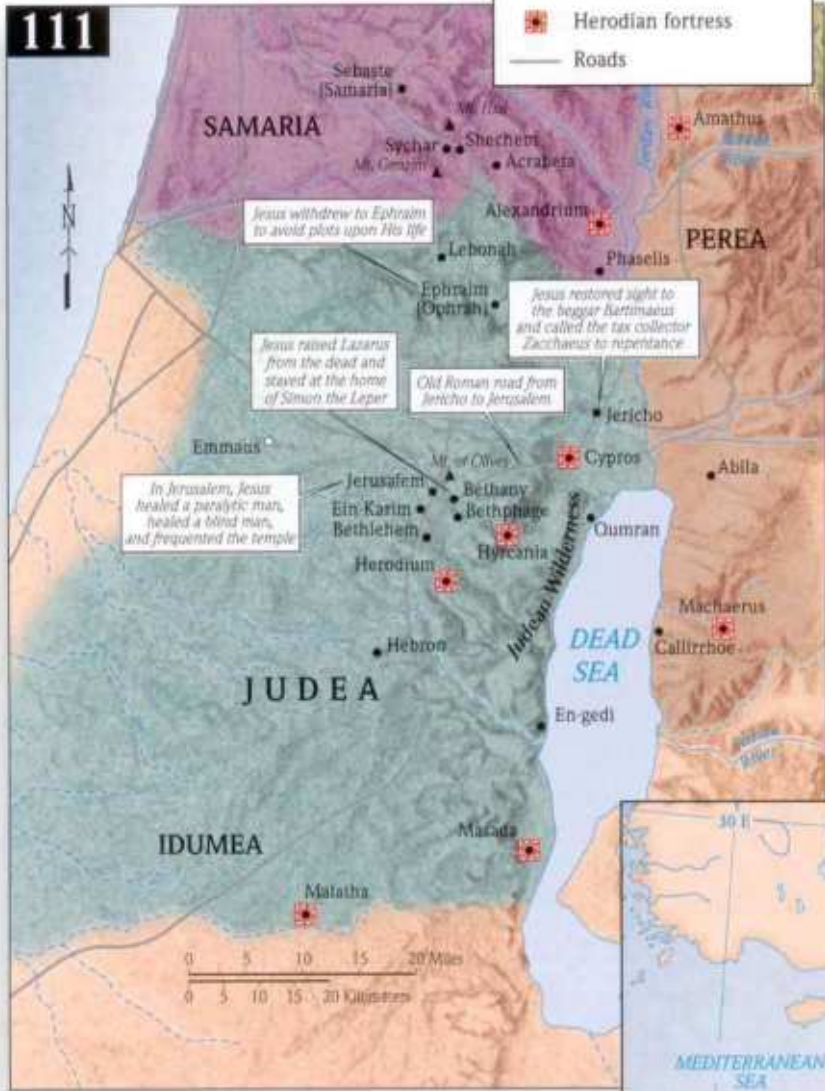 111
Herodian fortress
Roads
Sebaste
(Samaria)
SAMARIA
Amathus
Sychar
Shechem
Mt. Gerizim
Acrabeta
Jesus withdrew to Ephraim
to avoid plots upon His life
N
Alexandrium
PEREA
Lebonah
Phaselis
Ephraim
(Ophrah)
Jesus restored sight to
the beggar Bartimaeus
and called the tax collector
Zacchaeus to repentance
Jesus raised Lazarus
from the dead and
stayed at the home
of Simon the Leper
Old Roman road from
Jericho to Jerusalem
Jericho
Emmaus
Cypros
Mt. of Olives
Abila
Jerusalem
In Jerusalem, Jesus
healed a paralytic man,
healed a blind man,
and frequented the temple
Bethany
Ein Karim
Bethphage
Bethlehem
Qumran
Hyrcania
Herodium
Judean Wilderness
Machaerus
DEAD
SEA
Callirrhoe
Hebron
JUDEA
En-gedi
River
30 E
IDUMEA
Masada
Malatha
0 10 20 Miles
0 5 10 15 20 Kilometers
MEDITERRANEAN
SEA